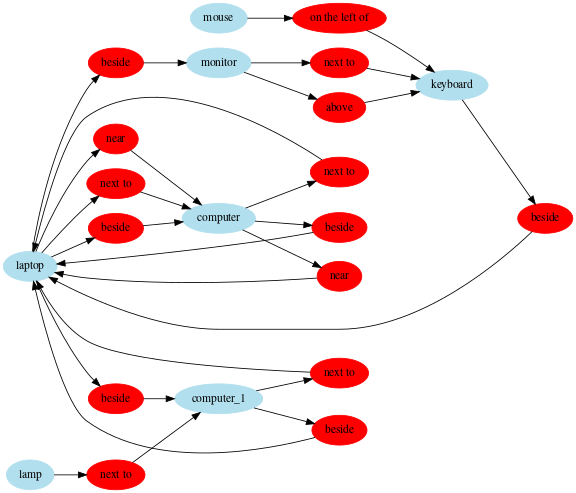 mouse
on the left of
beside
monitor
next to
keyboard
above
near
next to
next to
computer
beside
beside
beside
laptop
near
next to
beside
computer_1
beside
lamp
next to